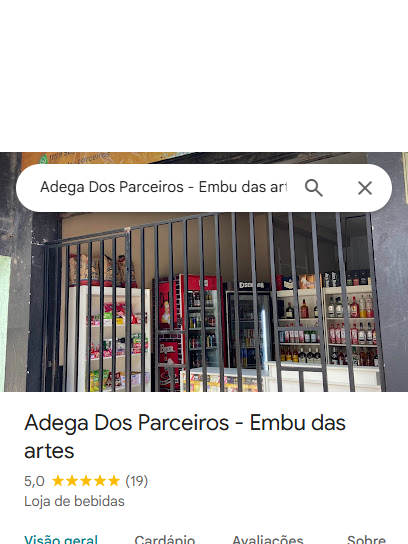 Adega Dos Parceiros - Embu das art
Adega Dos Parceiros - Embu das
artes
5,0 (19)
Loja de bebidas
Visão geral Cardápio Avaliações Sobre